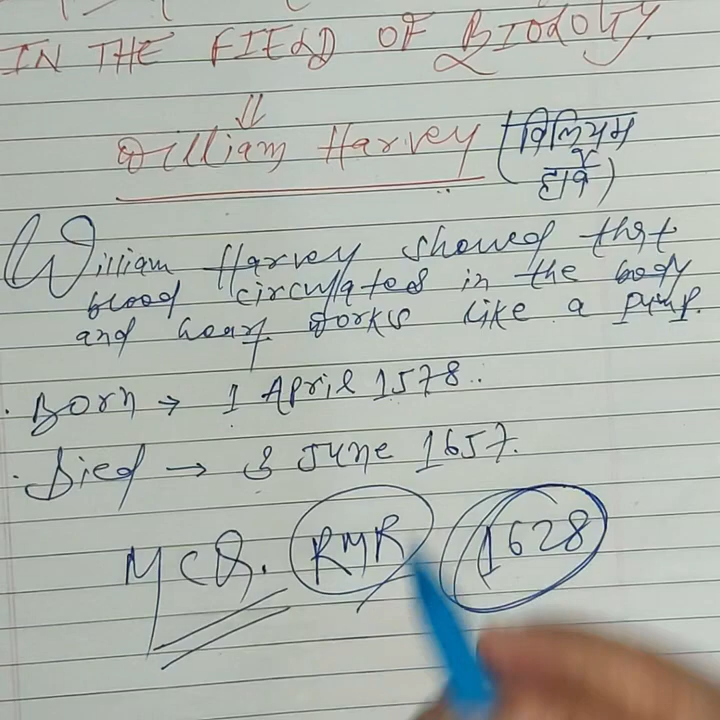 IN THE FIELD OF BIOLOGY.
William Harvey (विलियम
हार्वे)
William Harvey showed that
blood circulated in the body
and heart works like a pump.
· Born → 1 April 1578..
· Died → 3 June 1657.
MCQ. RMR 1628